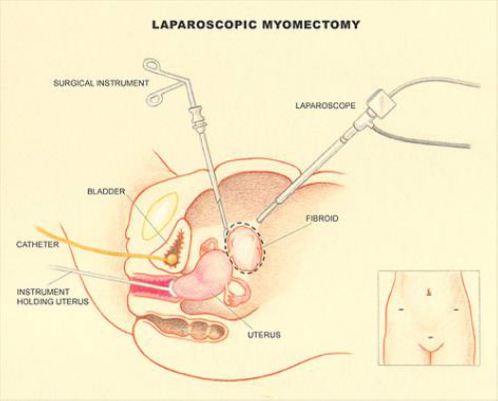 LAPAROSCOPIC MYOMECTOMY
SURGICAL INSTRUMENT
LAPAROSCOPE
BLADDER
FIBROID
CATHETER
INSTRUMENT
HOLDING UTERUS
UTERUS